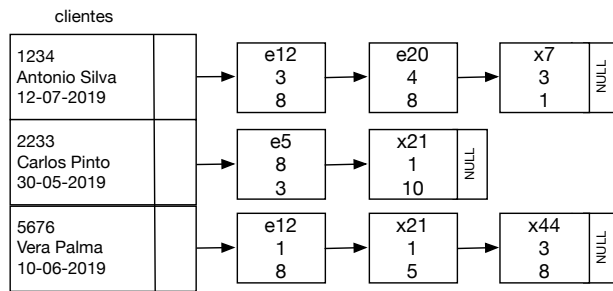 clientes
1234
Antonio Silva
12-07-2019
e12
3
8
e20
4
8
x7
3
1
NULL
2233
Carlos Pinto
30-05-2019
e5
8
3
x21
1
10
NULL
5676
Vera Palma
10-06-2019
e12
1
8
x21
1
5
x44
3
8
NULL